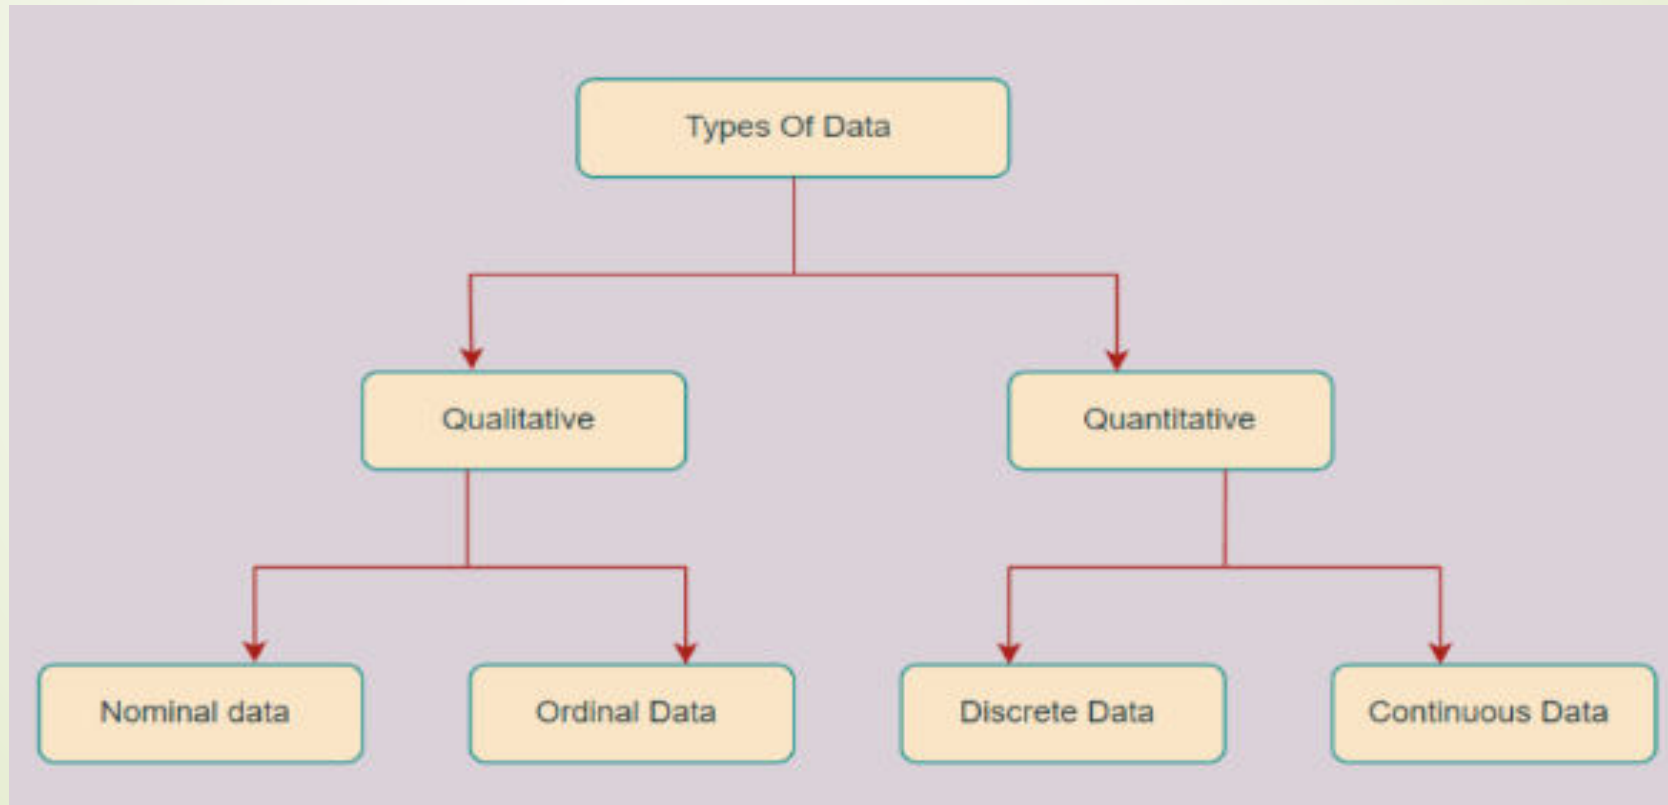 Types Of Data
Qualitative
Quantitative
Nominal data
Ordinal Data
Discrete Data
Continuous Data